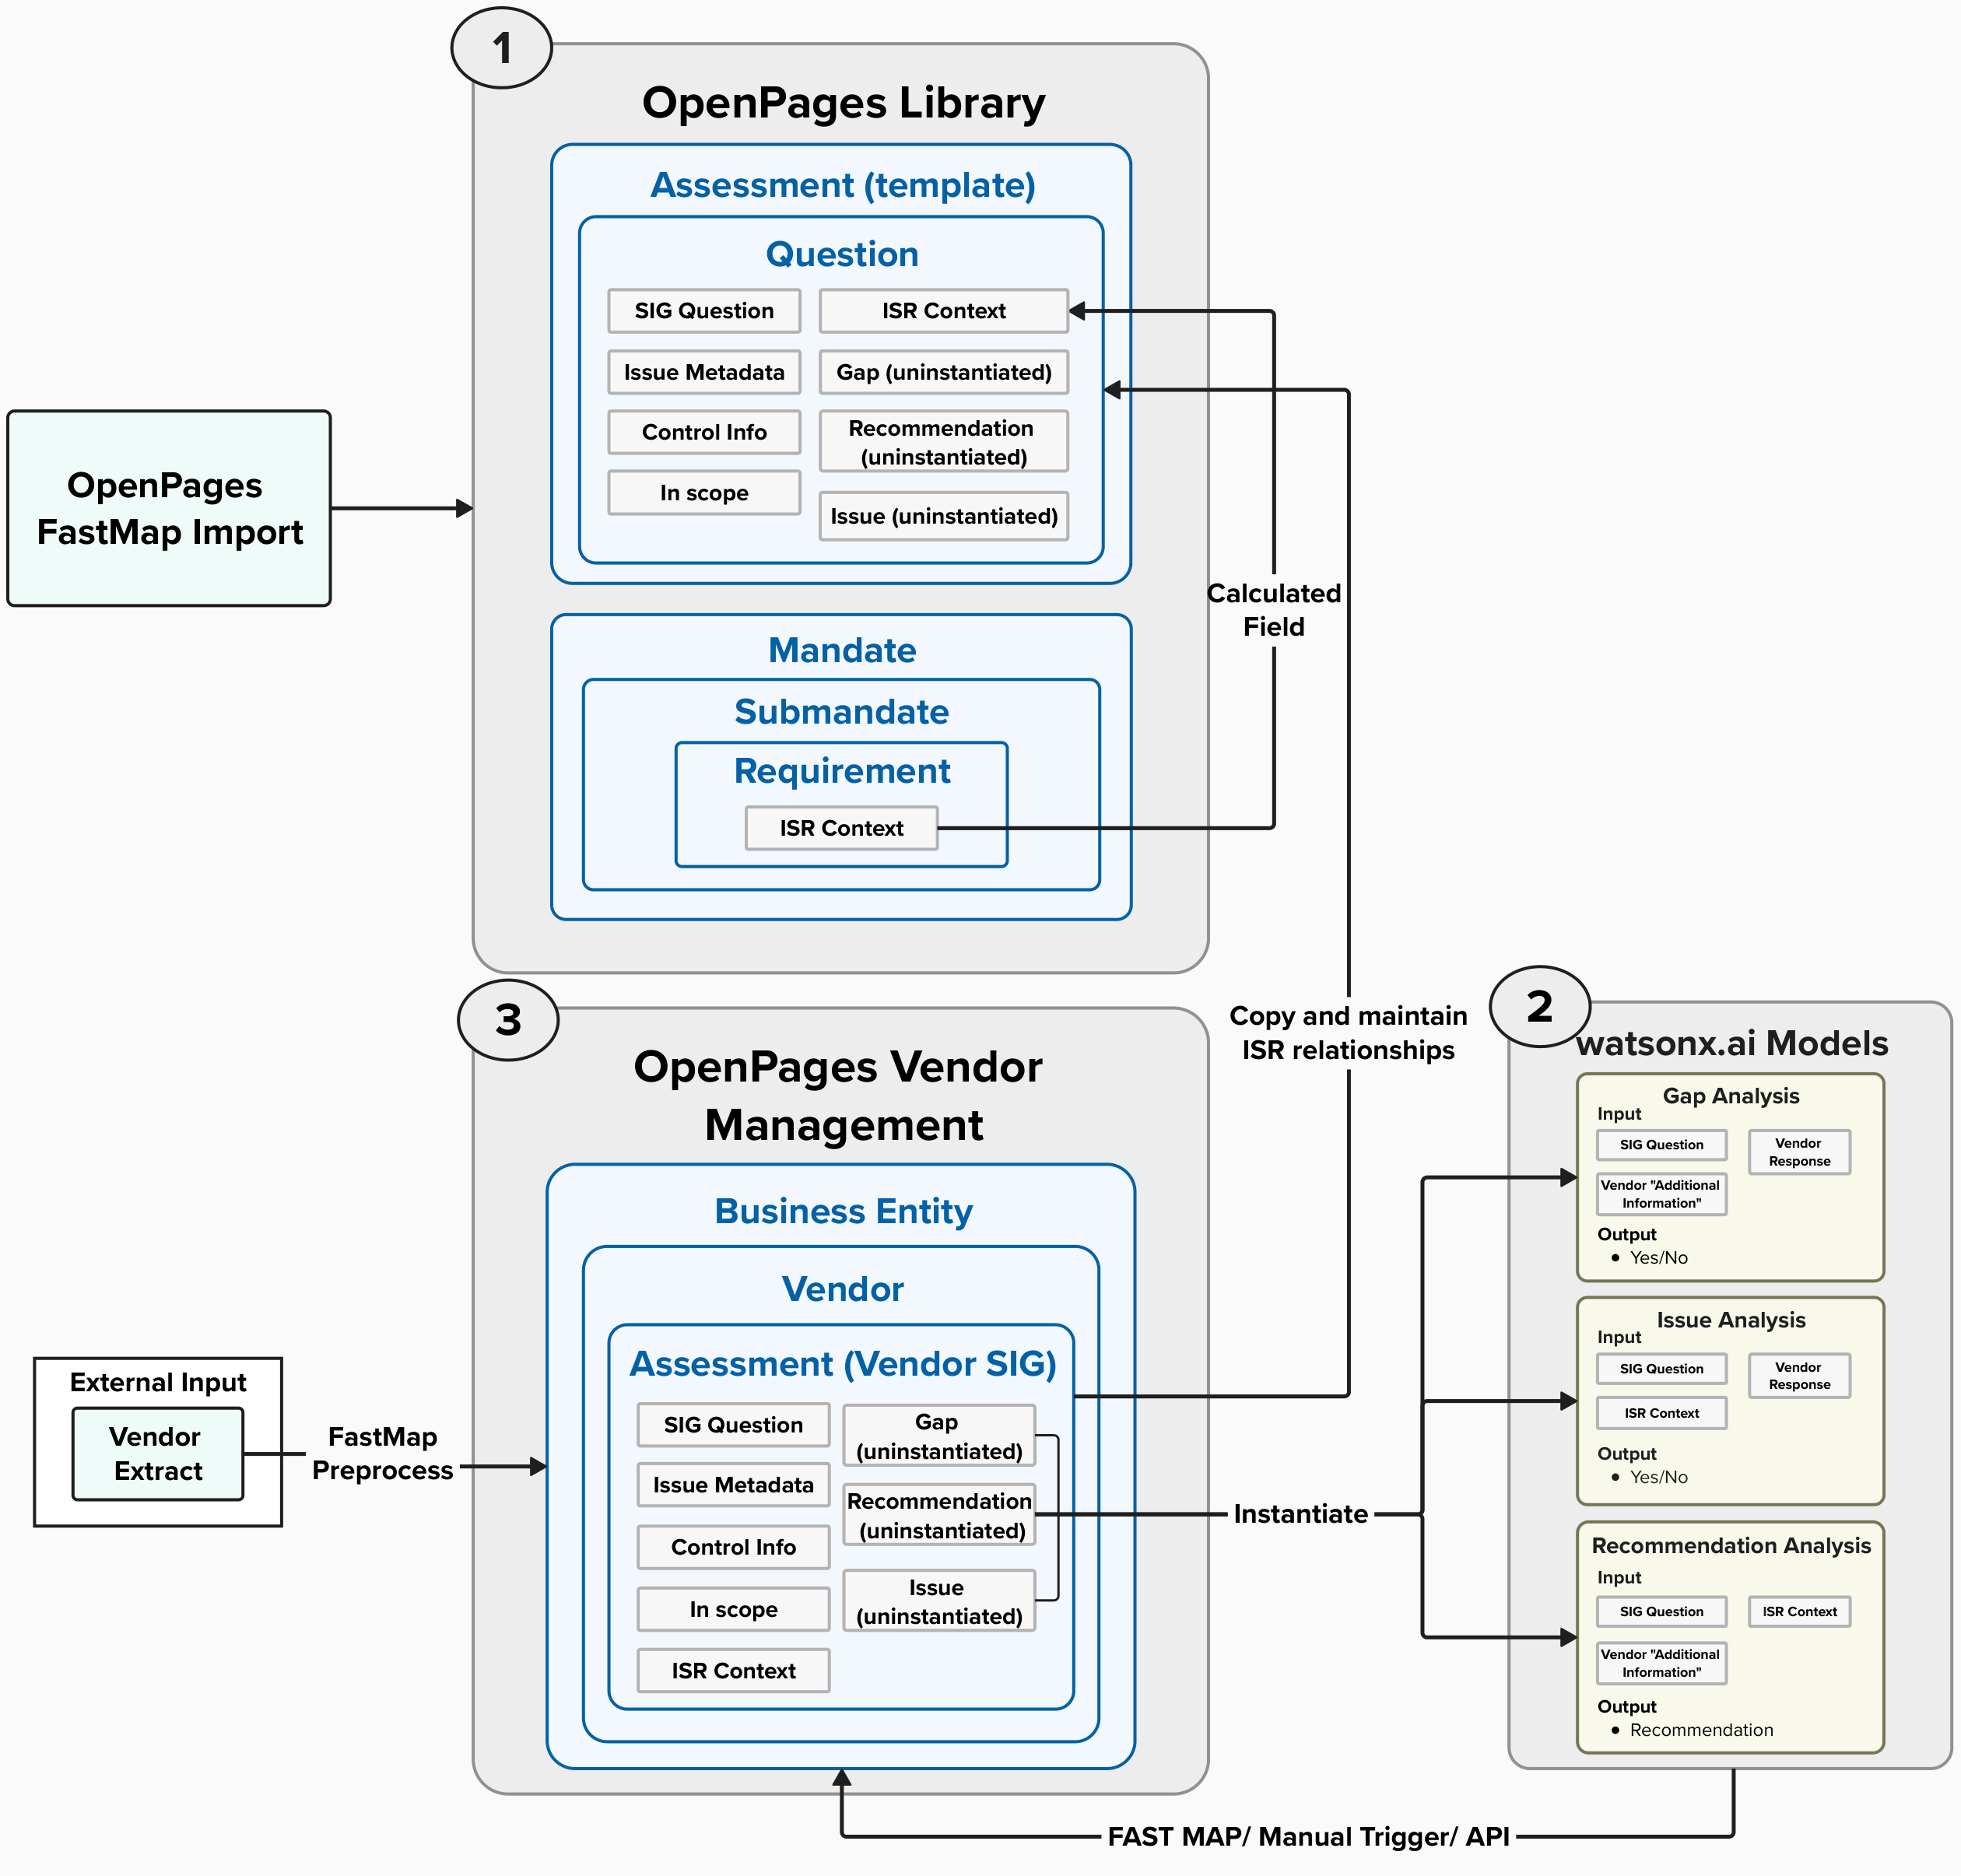 1
OpenPages Library
Assessment (template)
Question
SIG Question
ISR Context
Issue Metadata
Gap (uninstantiated)
Control Info
Recommendation
(uninstantiated)
In scope
Issue (uninstantiated)
OpenPages
FastMap Import
Calculated
Field
Mandate
Submandate
Requirement
ISR Context
Copy and maintain
ISR relationships
3
OpenPages Vendor
Management
Business Entity
Vendor
Assessment (Vendor SIG)
SIG Question
Gap
(uninstantiated)
Issue Metadata
Recommendation
(uninstantiated)
Control Info
Issue
(uninstantiated)
In scope
ISR Context
External Input
Vendor
Extract
FastMap
Preprocess
Instantiate
2
watsonx.ai Models
Gap Analysis
Input
SIG Question
Vendor
Response
Vendor "Additional
Information"
Output
• Yes/No
Issue Analysis
Input
SIG Question
Vendor
Response
ISR Context
Output
• Yes/No
Recommendation Analysis
Input
SIG Question
ISR Context
Vendor "Additional
Information"
Output
• Recommendation
FAST MAP/ Manual Trigger/ API